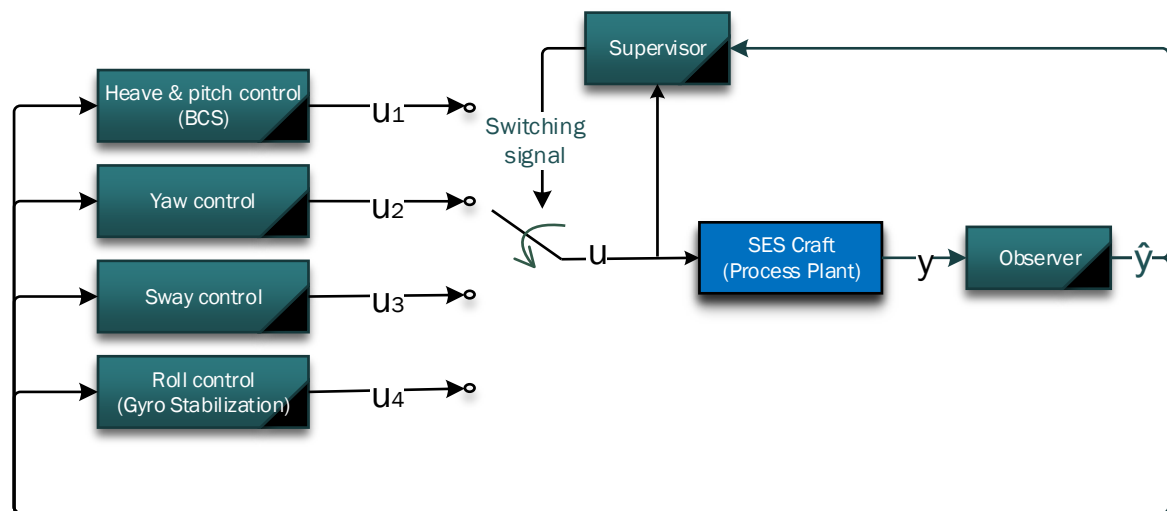 Supervisor
Heave & pitch control
(BCS)
u1
Switching
signal
Yaw control
u2
u
SES Craft
(Process Plant)
y
Observer
ŷ
Sway control
u3
Roll control
(Gyro Stabilization)
u4